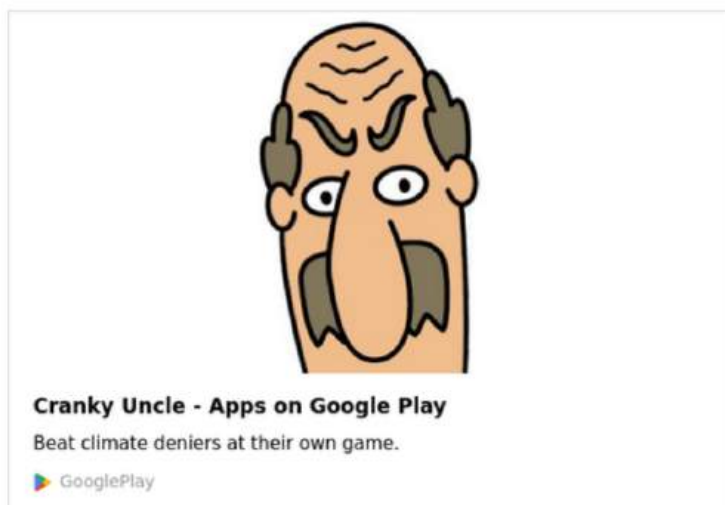 Cranky Uncle - Apps on Google Play
Beat climate deniers at their own game.
GooglePlay